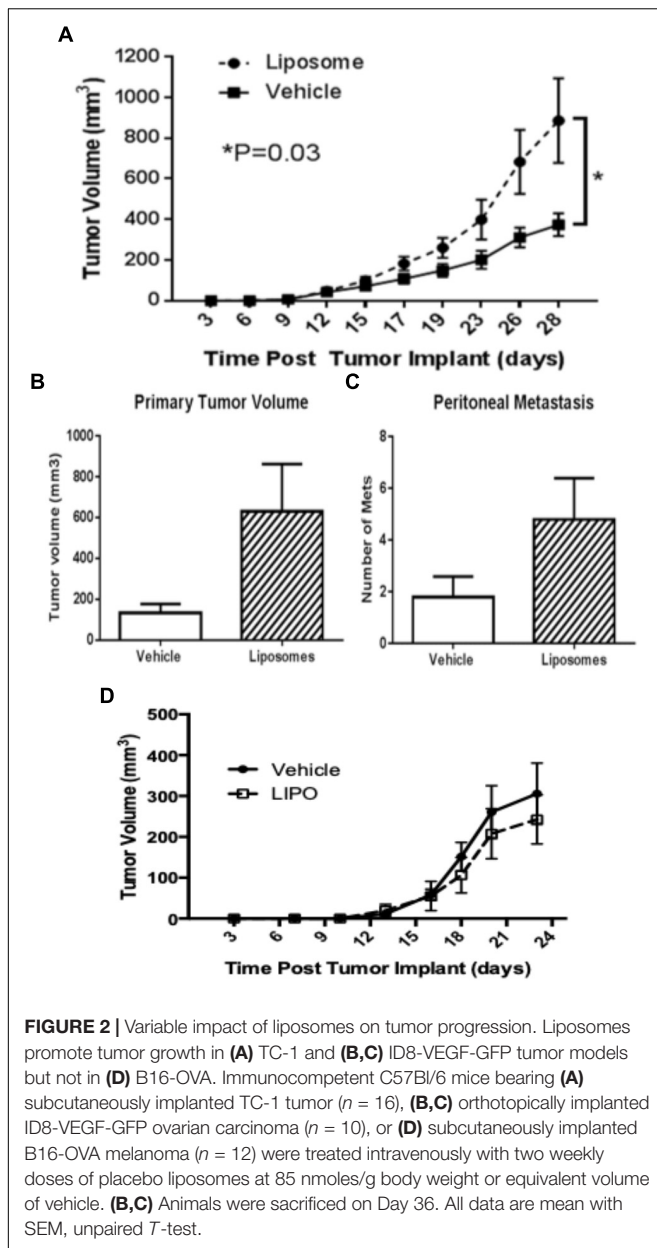 A
Tumor Volume (mm³)
1200
1000
800
600
400
200
0
Liposome
Vehicle
*P=0.03
*
3 6 9 12 15 17 19 23 26 28
Time Post Tumor Implant (days)
B
Primary Tumor Volume
Tumor volume (mm3)
1000
800
600
400
200
0
Vehicle Liposomes
C
Peritoneal Metastasis
Number of Mets
8
6
4
2
0
Vehicle Liposomes
D
Tumor Volume (mm³)
500
400
300
200
100
0
Vehicle
LIPO
3 6 9 12 15 18 21 24
Time Post Tumor Implant (days)
FIGURE 2 | Variable impact of liposomes on tumor progression. Liposomes
promote tumor growth in (A) TC-1 and (B,C) ID8-VEGF-GFP tumor models
but not in (D) B16-OVA. Immunocompetent C57Bl/6 mice bearing (A)
subcutaneously implanted TC-1 tumor (n = 16), (B,C) orthotopically implanted
ID8-VEGF-GFP ovarian carcinoma (n = 10), or (D) subcutaneously implanted
B16-OVA melanoma (n = 12) were treated intravenously with two weekly
doses of placebo liposomes at 85 nmoles/g body weight or equivalent volume
of vehicle. (B,C) Animals were sacrificed on Day 36. All data are mean with
SEM, unpaired T-test.